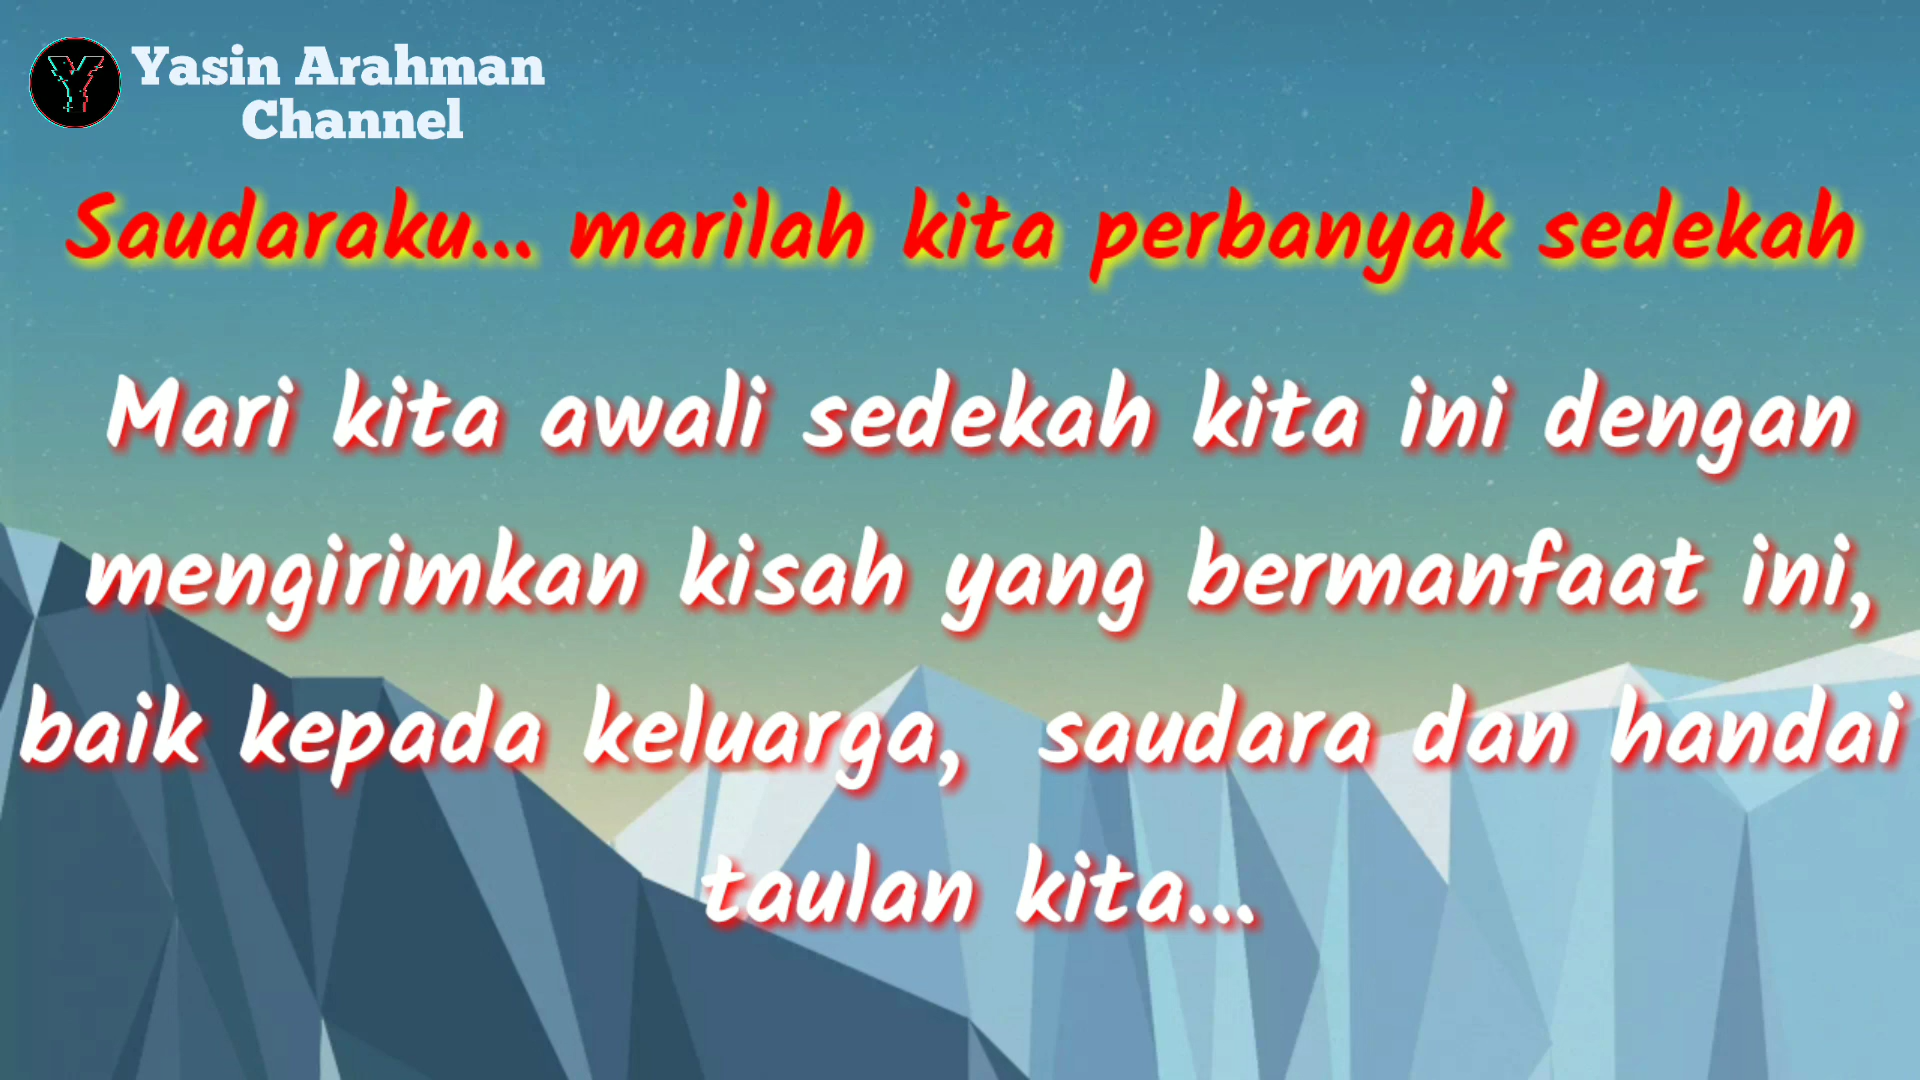 Yasin Arahman
Channel
Saudaraku... marilah kita perbanyak sedekah
Mari kita awali sedekah kita ini dengan
mengirimkan kisah yang bermanfaat ini,
baik kepada keluarga, saudara dan handai
taulan kita...